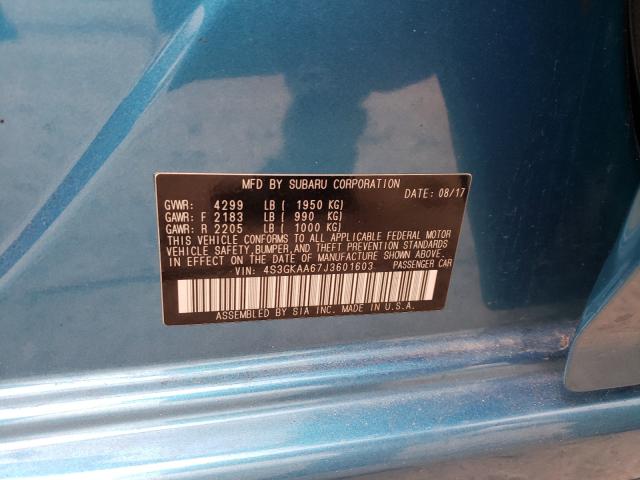 MFD BY SUBARU CORPORATION
DATE: 08/17
GVWR: 4299 LB ( 1950 KG)
GAWR: F 2183 LB ( 990 KG)
GAWR: R 2205 LB ( 1000 KG)
THIS VEHICLE CONFORMS TO ALL APPLICABLE FEDERAL MOTOR
VEHICLE SAFETY, BUMPER, AND THEFT PREVENTION STANDARDS
IN EFFECT ON THE DATE OF MANUFACTURE SHOWN ABOVE.
VIN: 4S3GKAA67J3601603 PASSENGER CAR
ASSEMBLED BY SIA INC. MADE IN U.S.A.